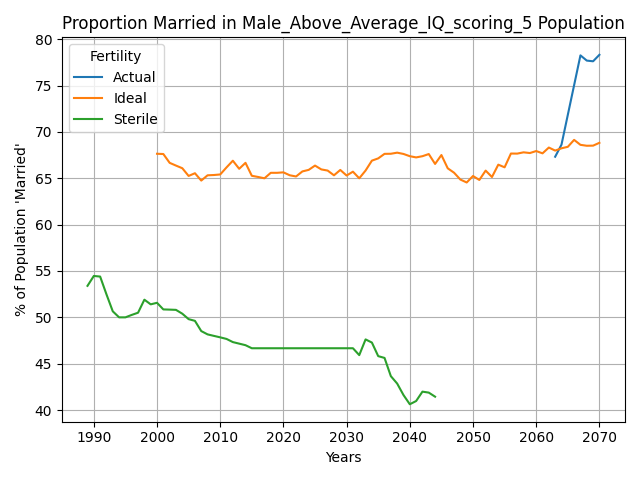 Proportion Married in Male_Above_Average_IQ_scoring_5 Population
% of Population 'Married'
80
75
70
65
60
55
50
45
40
Fertility
Actual
Ideal
Sterile
1990 2000 2010 2020 2030 2040 2050 2060 2070
Years